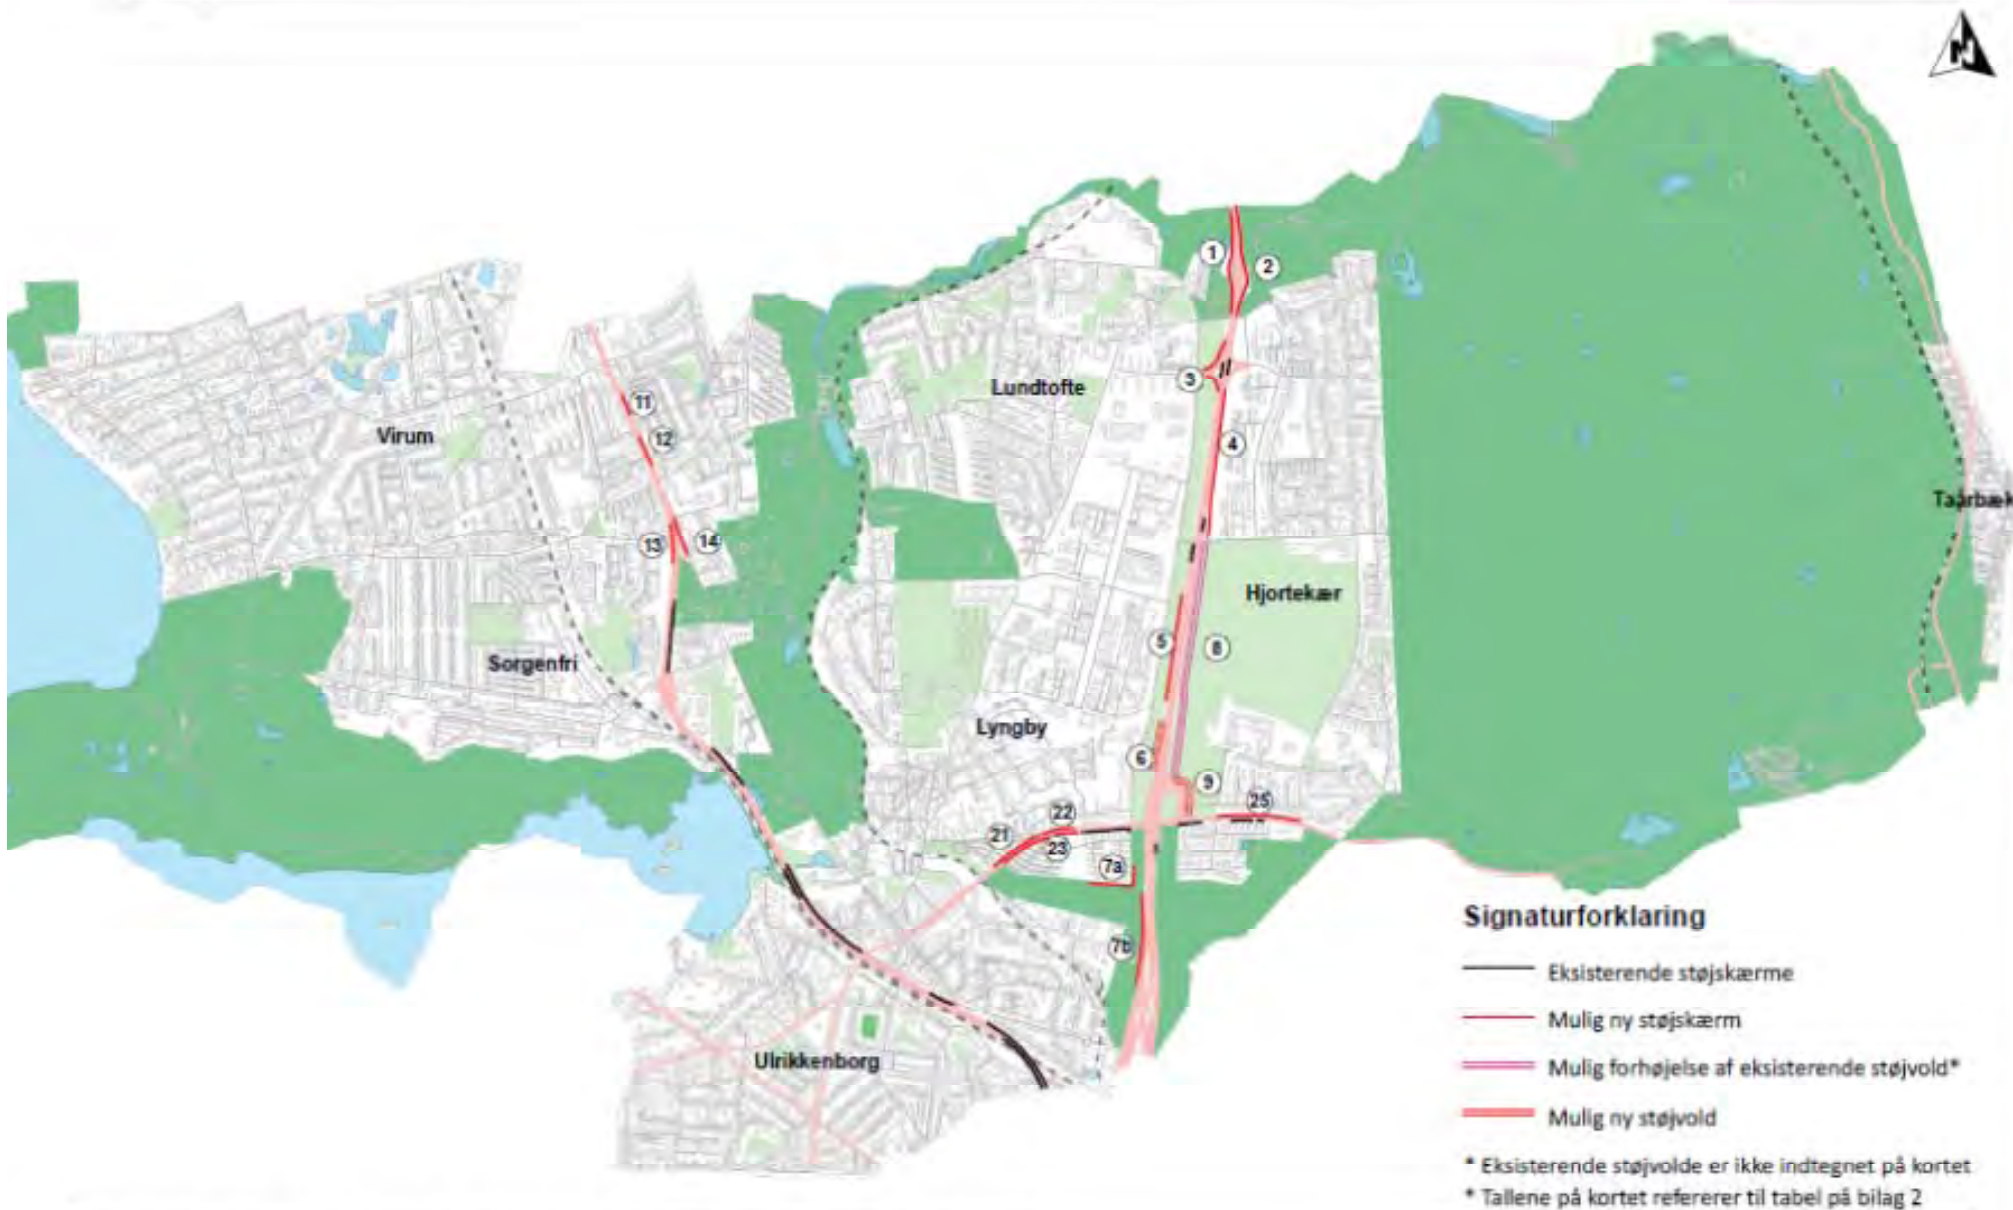 N
1
2
Lundtofte
3
11
Virum
12
4
Taarbæk
13
14
Hjortekær
5
8
Sorgenfri
Lyngby
6
9
25
22
21
23
7a
7b
Ulrikkenborg
Signaturforklaring
Eksisterende støjskærme
Mulig ny støjskærm
Mulig forhøjelse af eksisterende støjvold*
Mulig ny støjvold
* Eksisterende støjvolde er ikke indtegnet på kortet
* Tallene på kortet refererer til tabel på bilag 2